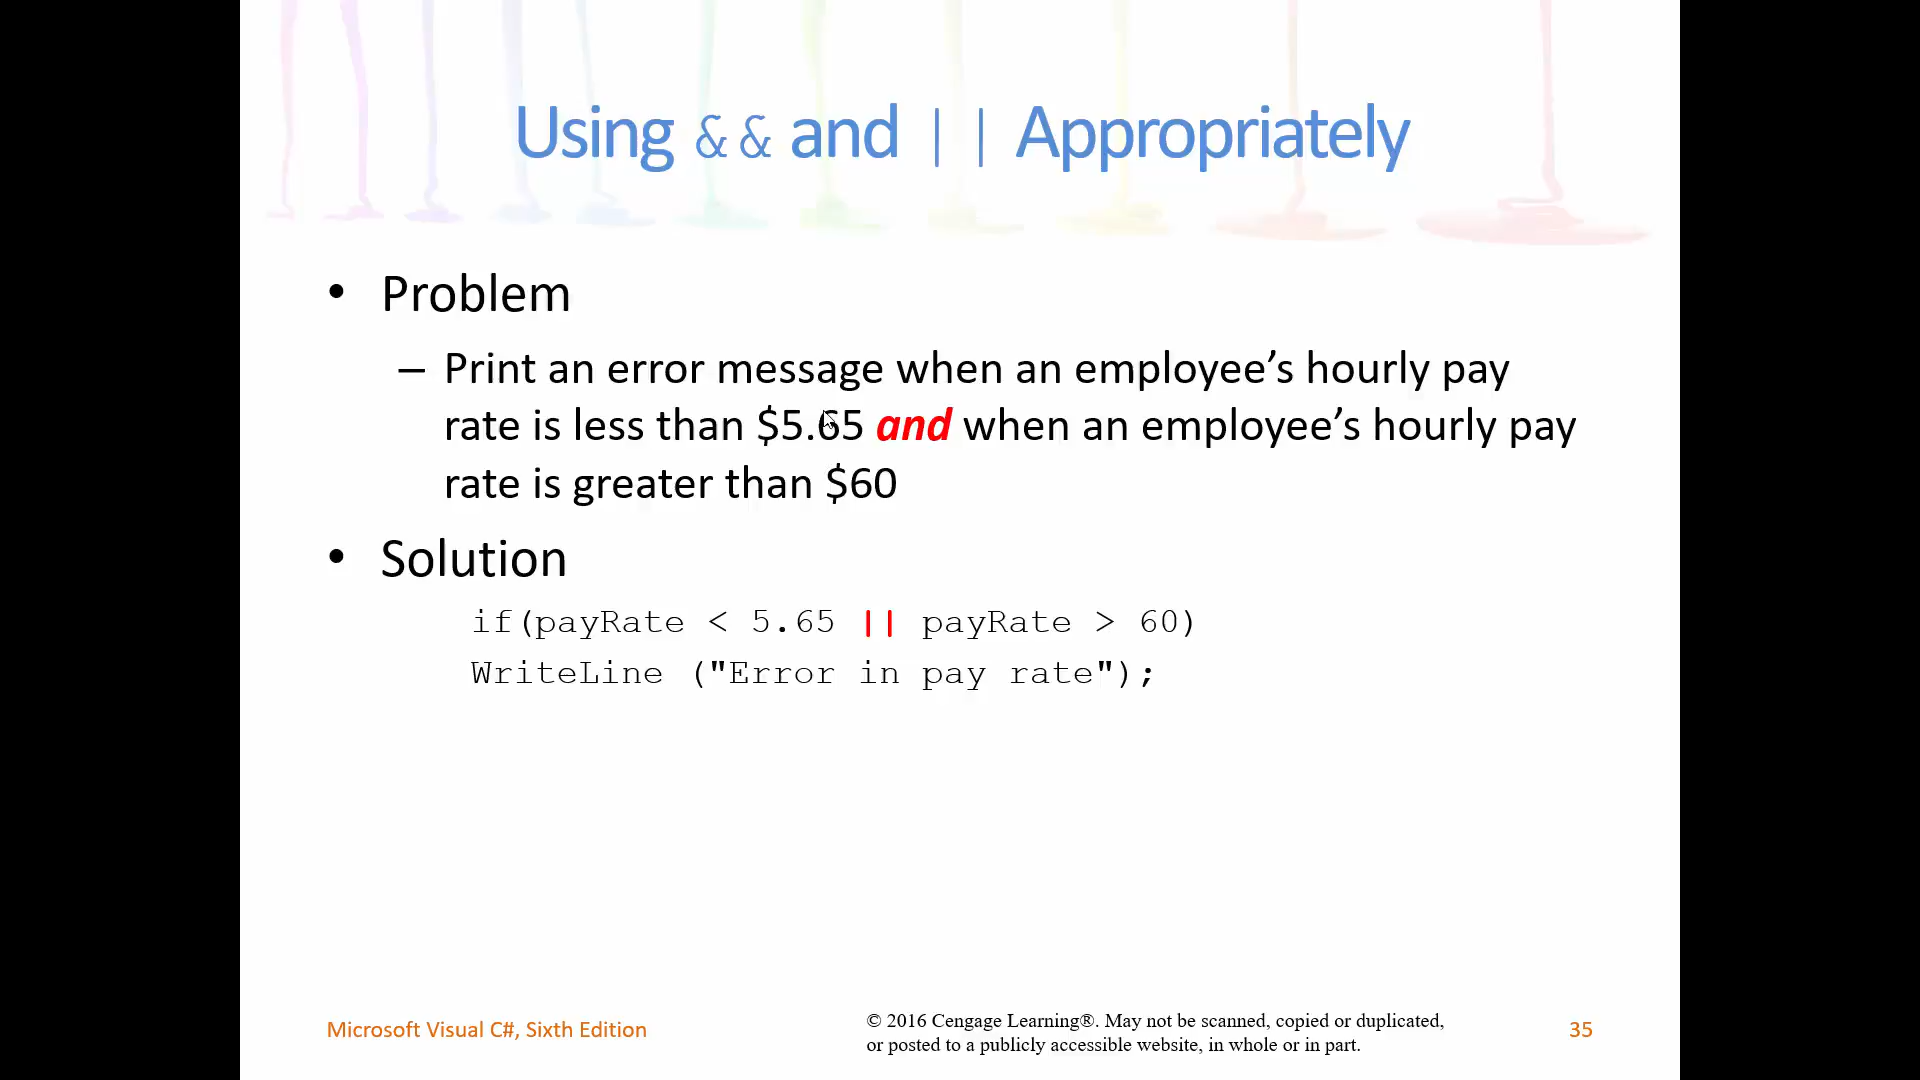 Using && and || Appropriately
• Problem
– Print an error message when an employee’s hourly pay
rate is less than $5.65 and when an employee’s hourly pay
rate is greater than $60
• Solution
if(payRate < 5.65 || payRate > 60)
WriteLine ("Error in pay rate");
Microsoft Visual C#, Sixth Edition
© 2016 Cengage Learning®. May not be scanned, copied or duplicated,
or posted to a publicly accessible website, in whole or in part.
35